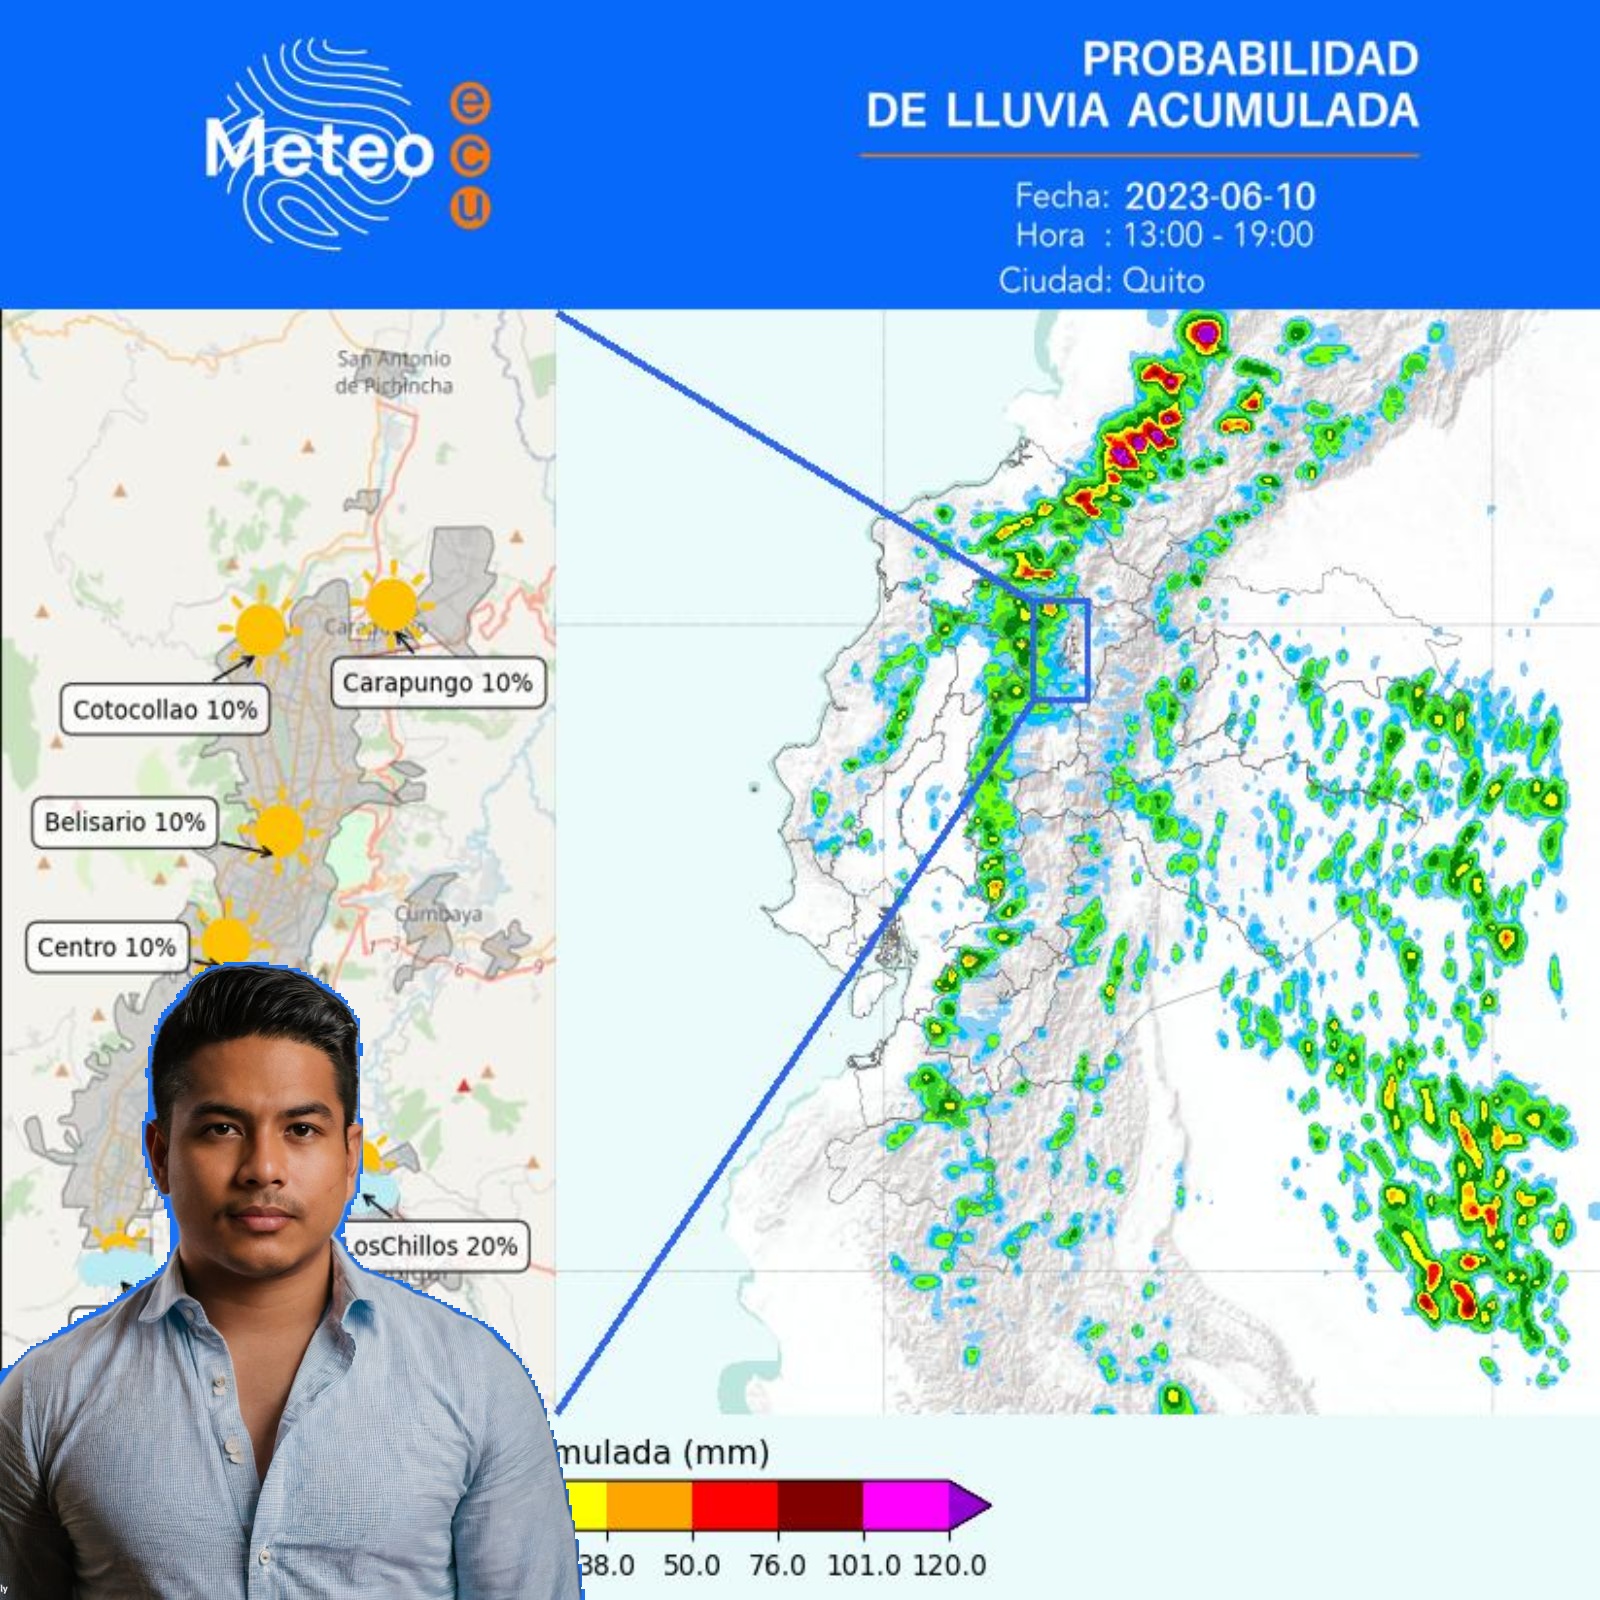 Meteo
ecu
PROBABILIDAD
DE LLUVIA ACUMULADA
Fecha: 2023-06-10
Hora : 13:00 - 19:00
Ciudad: Quito
San Antonio
de Pichincha
Carapungo 10%
Cotocollao 10%
Belisario 10%
Cumbaya
Centro 10%
LosChillos 20%
mulada (mm)
38.0 50.0 76.0 101.0 120.0
ly